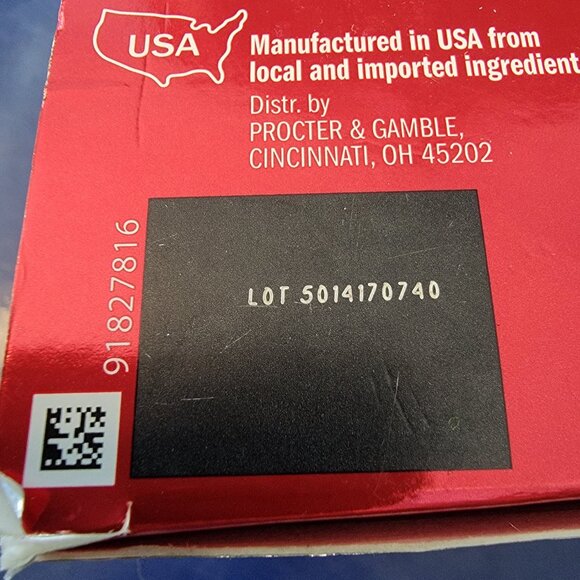 USA
Manufactured in USA from
local and imported ingredient
Distr. by
PROCTER & GAMBLE,
CINCINNATI, OH 45202
91827816
LOT 5014170740